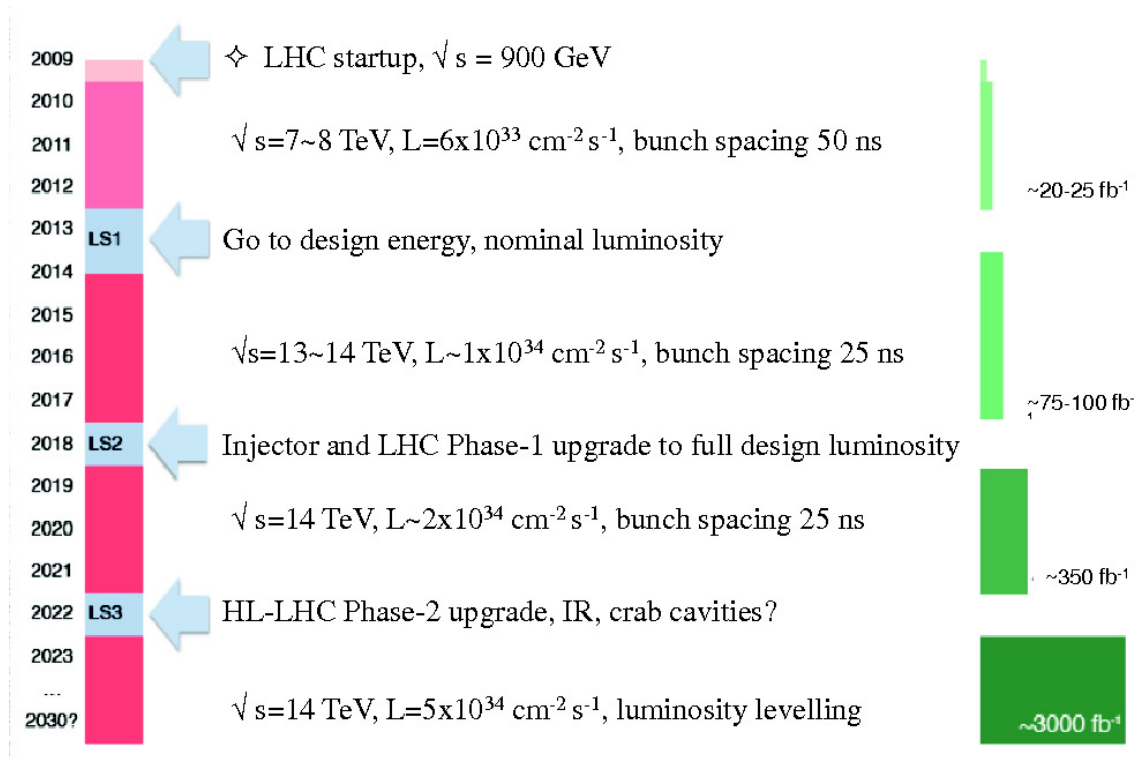 2009
✧ LHC startup, √ s = 900 GeV
2010
2011
√ s=7~8 TeV, L=6x10³³ cm⁻² s⁻¹, bunch spacing 50 ns
2012
~20-25 fb⁻¹
2013
LS1
Go to design energy, nominal luminosity
2014
2015
2016
√s=13~14 TeV, L~1x10³⁴ cm⁻² s⁻¹, bunch spacing 25 ns
2017
~75-100 fb⁻
¹
2018
LS2
Injector and LHC Phase-1 upgrade to full design luminosity
2019
2020
√ s=14 TeV, L~2x10³⁴ cm⁻² s⁻¹, bunch spacing 25 ns
2021
~350 fb⁻¹
2022
LS3
HL-LHC Phase-2 upgrade, IR, crab cavities?
2023
...
2030?
√ s=14 TeV, L=5x10³⁴ cm⁻² s⁻¹, luminosity levelling
~3000 fb⁻¹